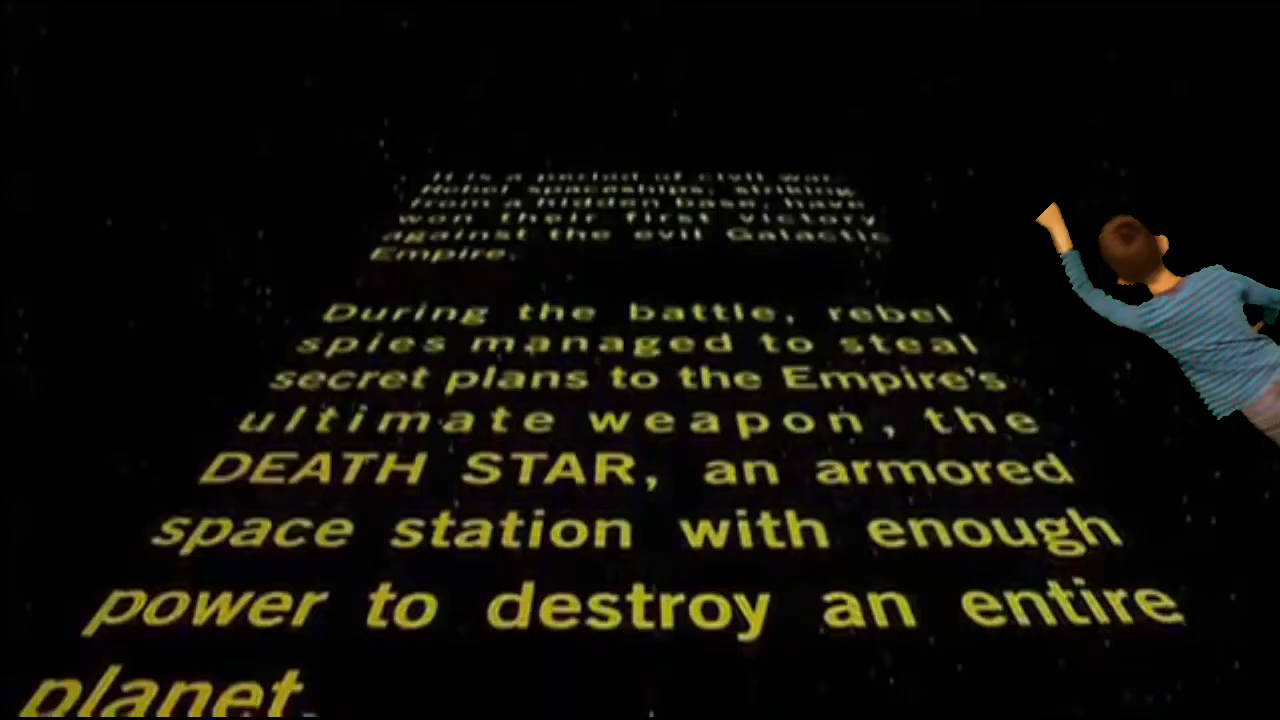 It is a period of civil war.
Rebel spaceships, striking
from a hidden base, have
won their first victory
against the evil Galactic
Empire.
During the battle, rebel
spies managed to steal
secret plans to the Empire's
ultimate weapon, the
DEATH STAR, an armored
space station with enough
power to destroy an entire
planet.